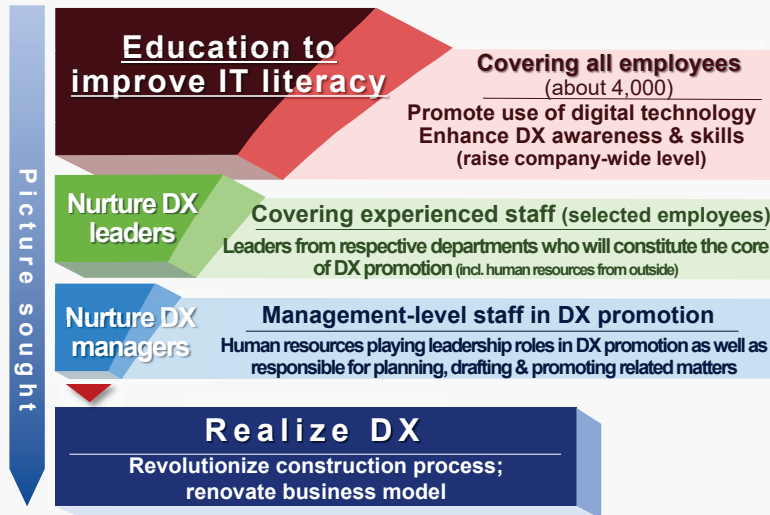 Picture sought
Education to
improve IT literacy
Covering all employees
(about 4,000)
Promote use of digital technology
Enhance DX awareness & skills
(raise company-wide level)
Nurture DX
leaders
Covering experienced staff (selected employees)
Leaders from respective departments who will constitute the core
of DX promotion (incl. human resources from outside)
Nurture DX
managers
Management-level staff in DX promotion
Human resources playing leadership roles in DX promotion as well as
responsible for planning, drafting & promoting related matters
Realize DX
Revolutionize construction process;
renovate business model